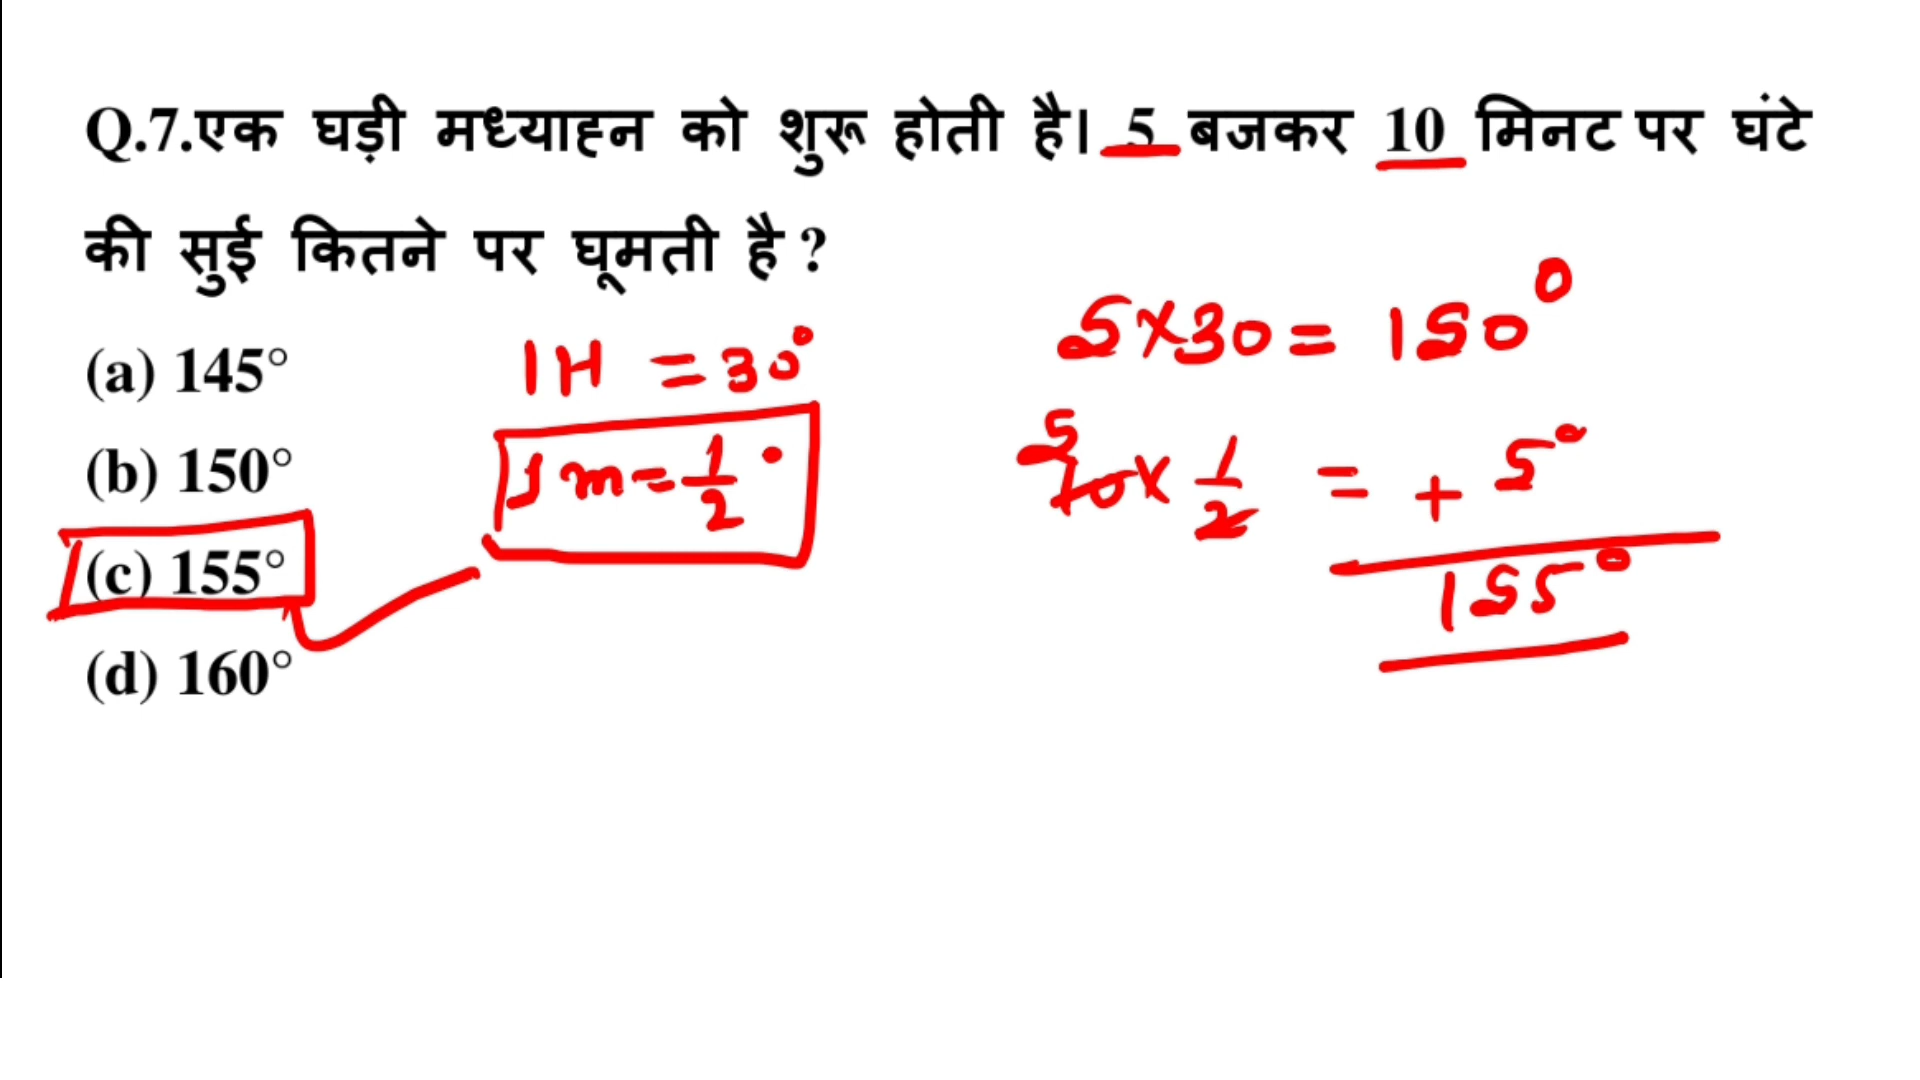 Q.7.एक घड़ी मध्याह्न को शुरू होती है। 5 बजकर 10 मिनट पर घंटे
की सुई कितने पर घूमती है ?
(a) 145°
(b) 150°
(c) 155°
(d) 160°
1H = 30°
1m = 1/2°
5×30 = 150°
10× 1/2 = + 5°
5
155°